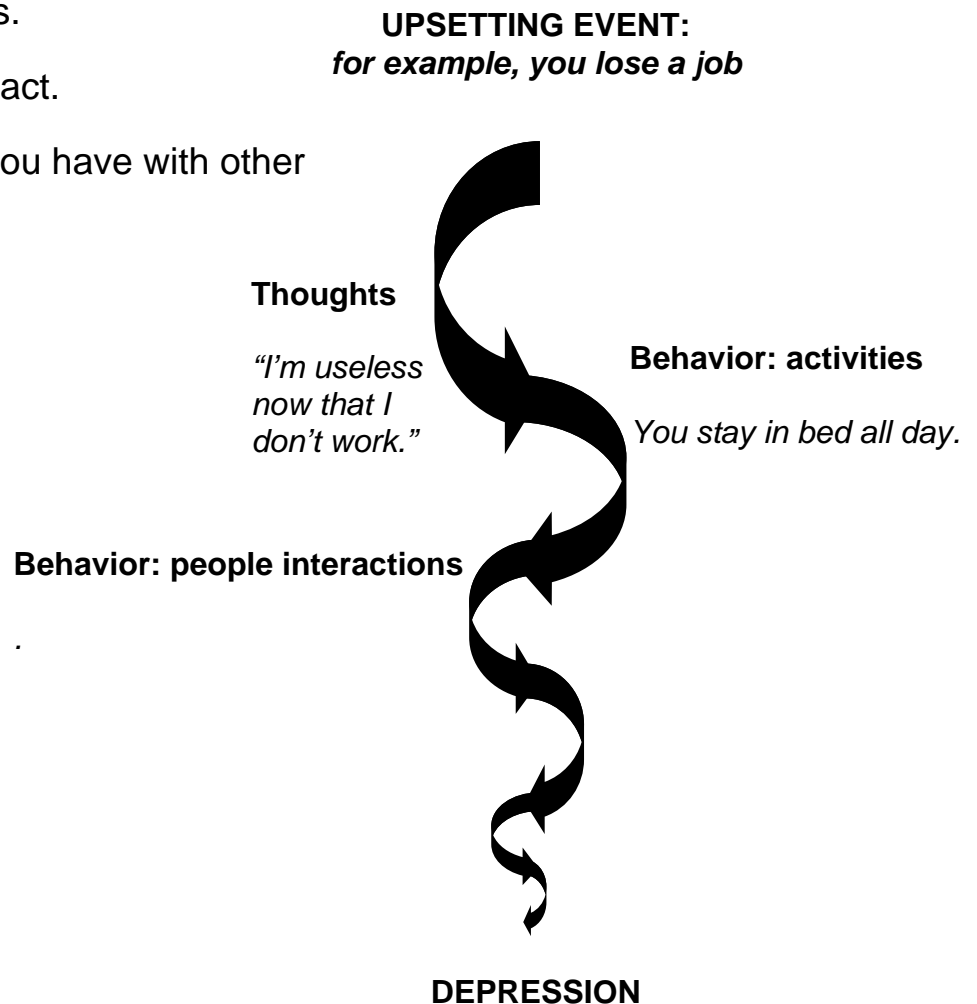 s.
UPSETTING EVENT:
for example, you lose a job
act.
ou have with other
Thoughts
“I’m useless
now that I
don’t work.”
Behavior: activities
You stay in bed all day.
Behavior: people interactions
.
DEPRESSION